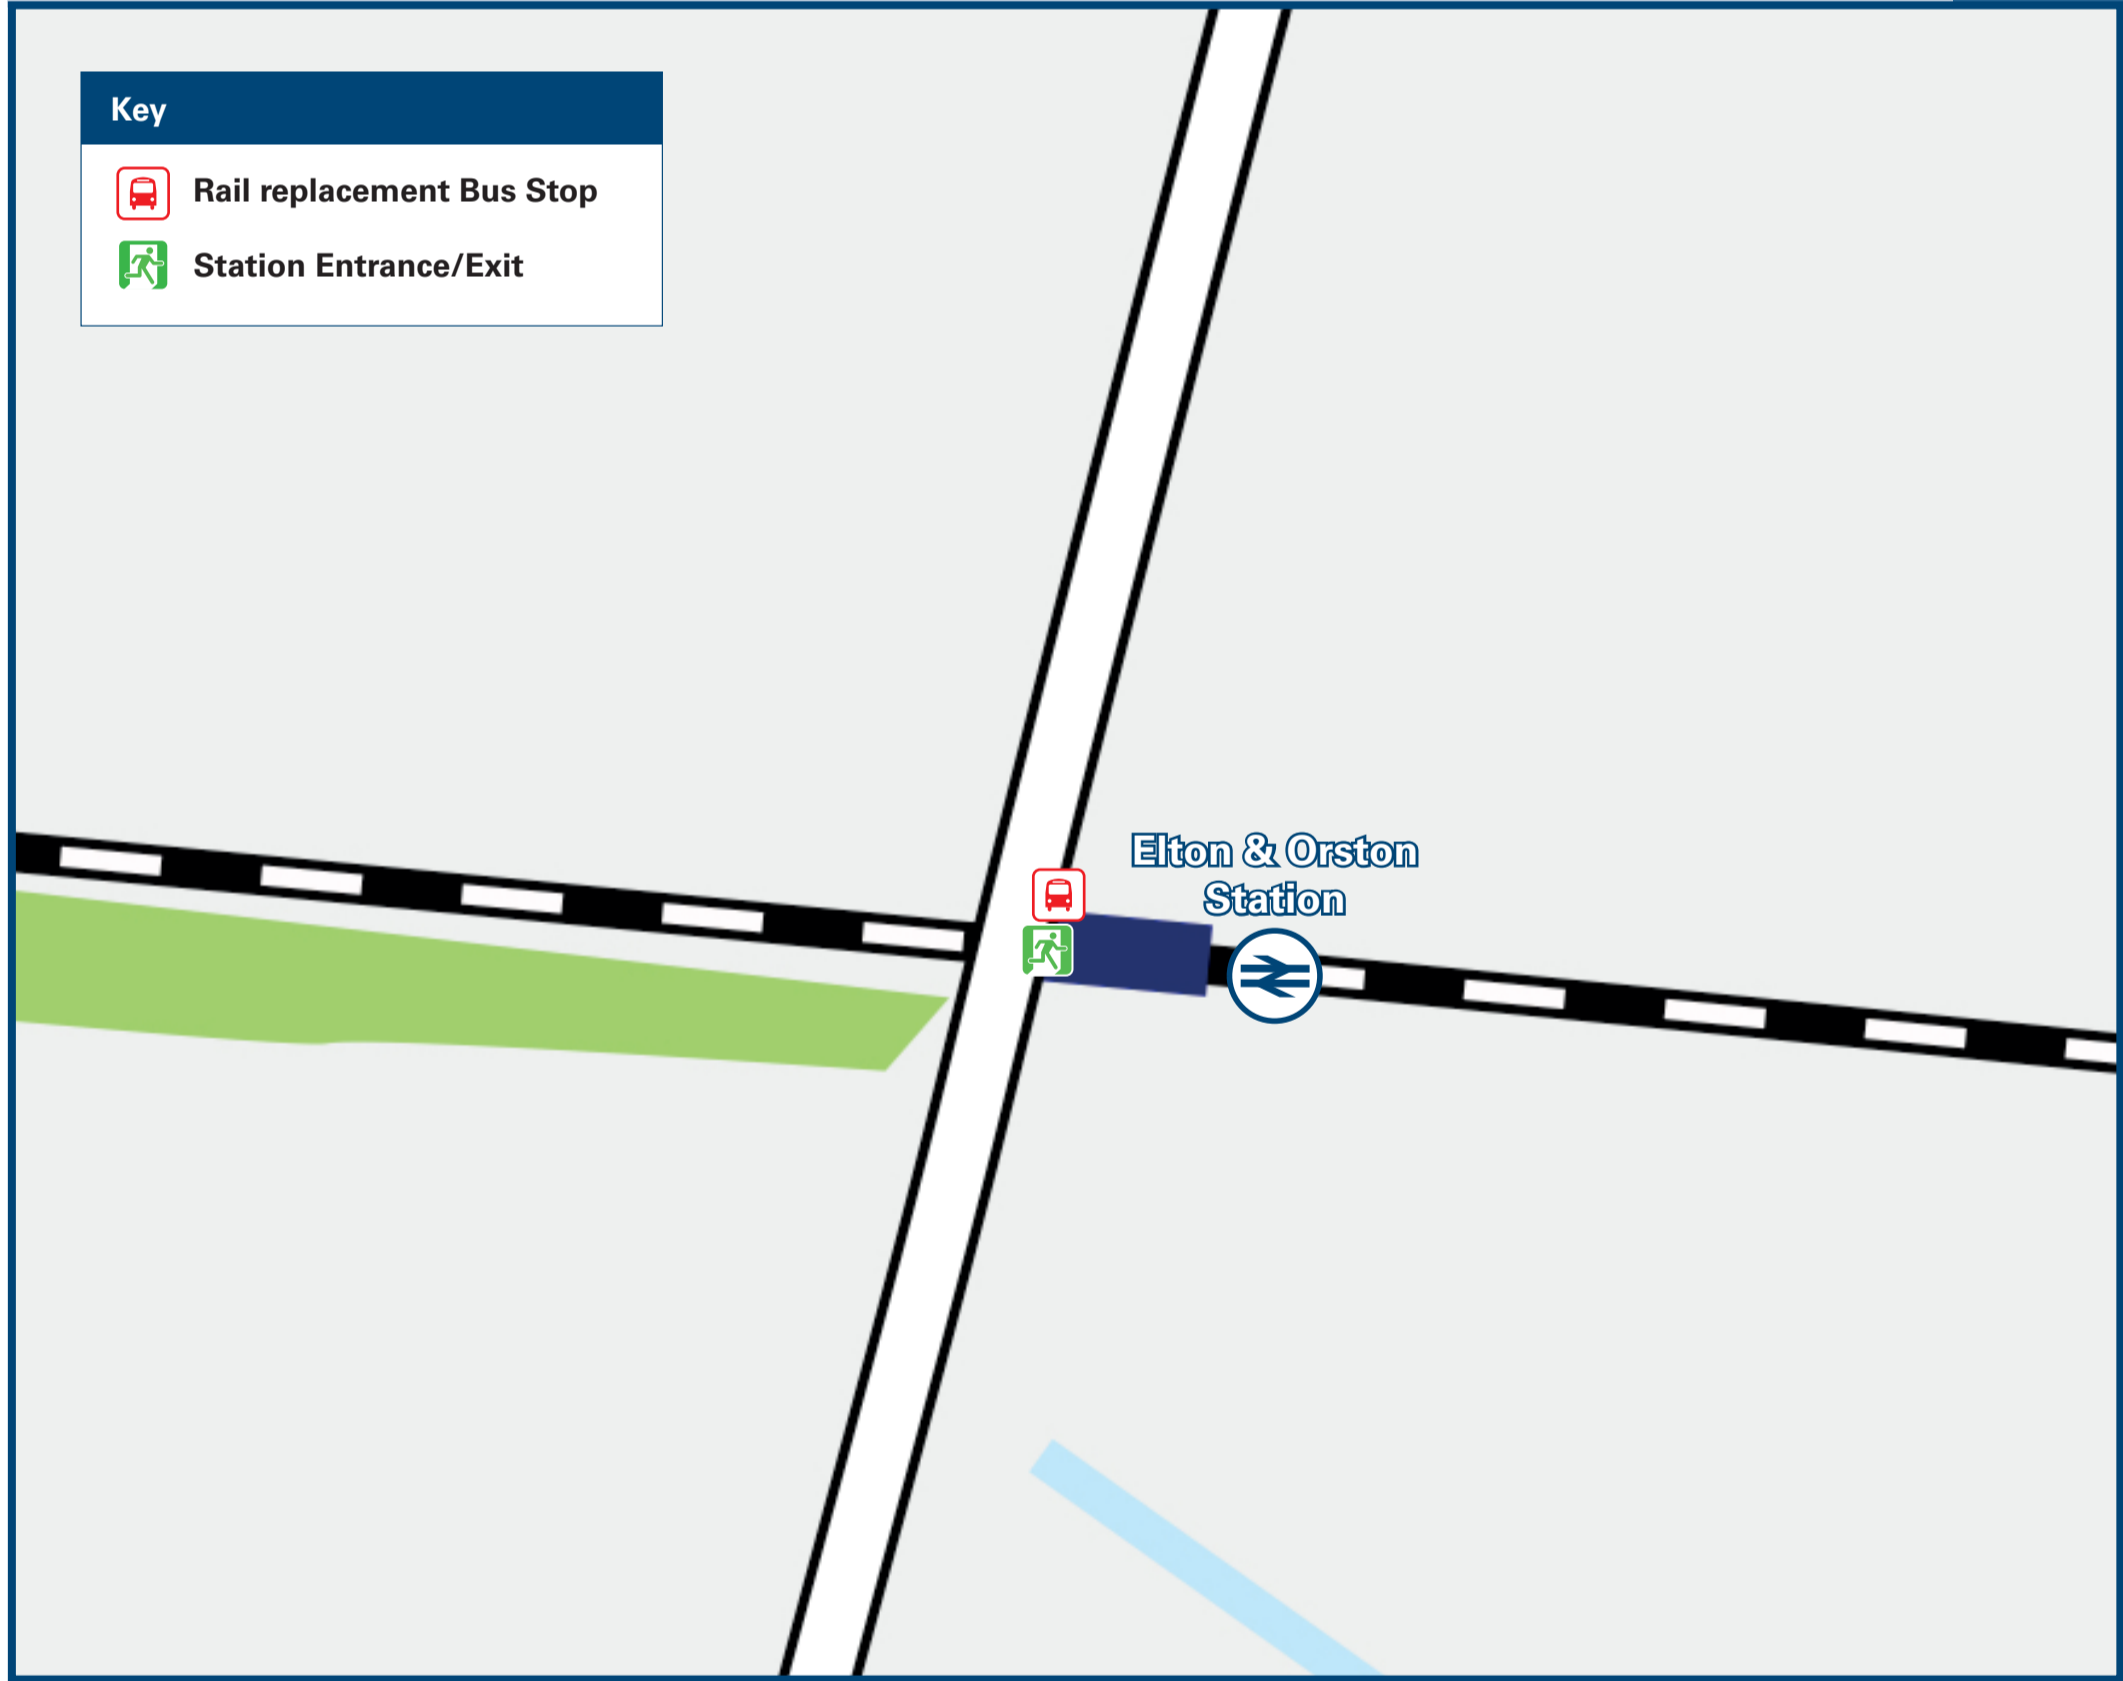 Key
Rail replacement Bus Stop
Station Entrance/Exit
Elton & Orston
Station